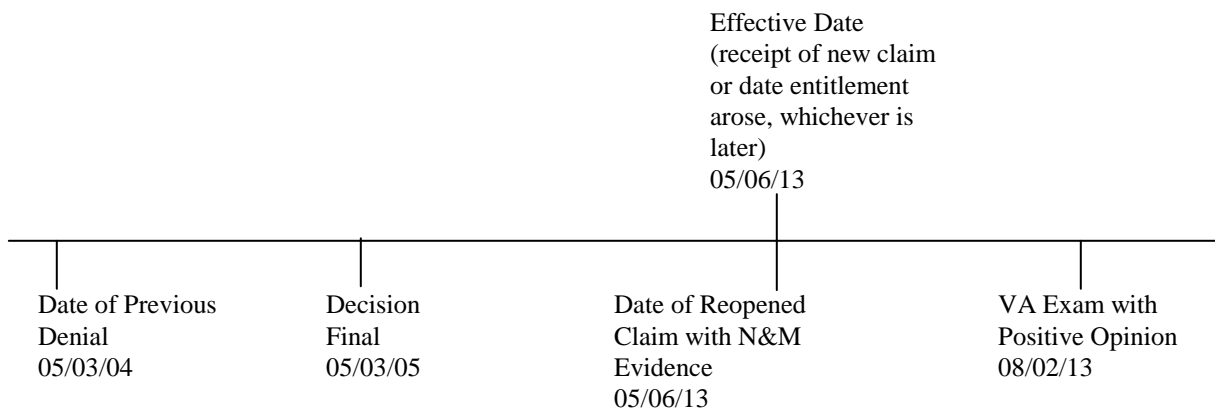 Effective Date
(receipt of new claim
or date entitlement
arose, whichever is
later)
05/06/13
Date of Previous
Denial
05/03/04
Decision
Final
05/03/05
Date of Reopened
Claim with N&M
Evidence
05/06/13
VA Exam with
Positive Opinion
08/02/13